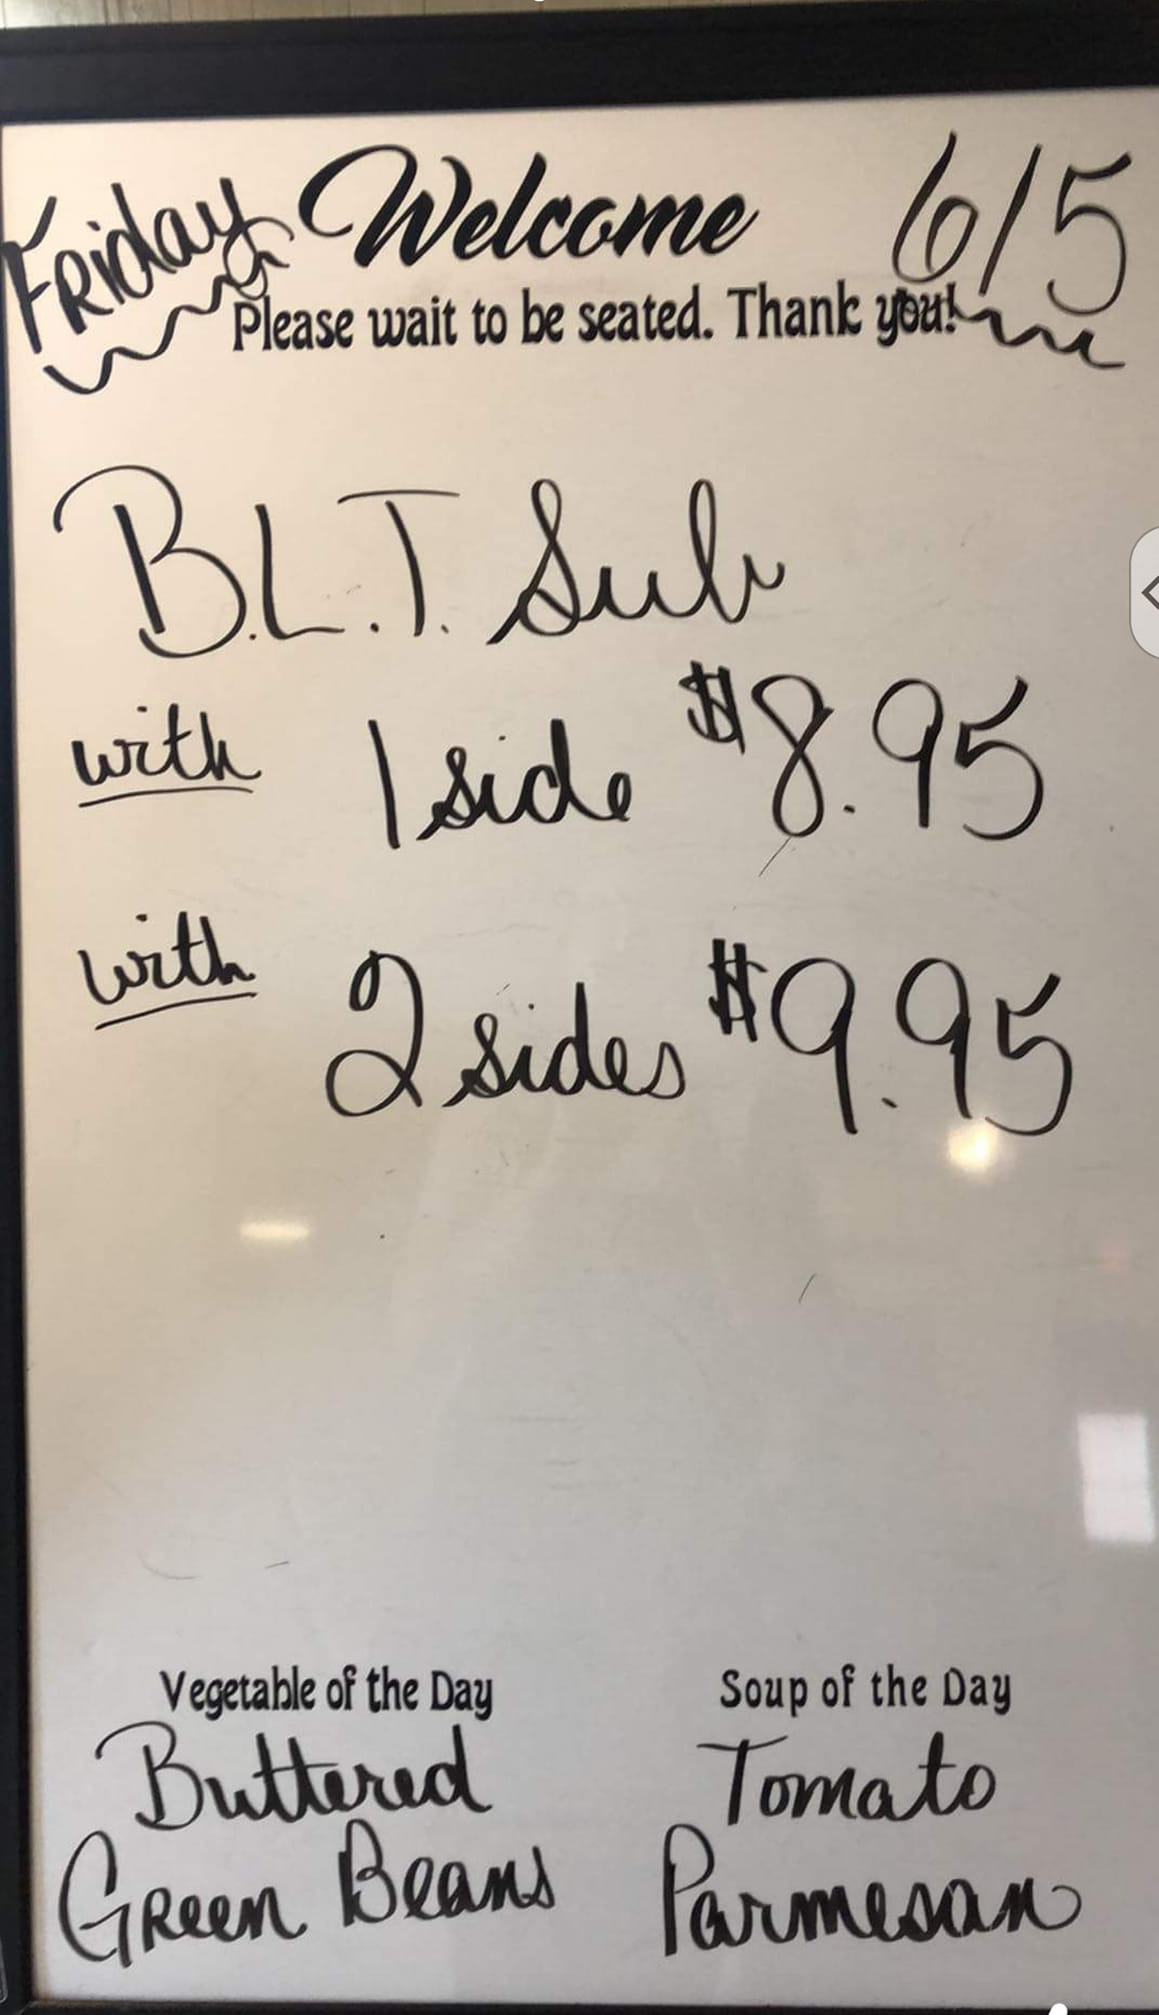 Friday Welcome 6/5
Please wait to be seated. Thank you!
B.L.T. Sub
with 1 side $8.95
with 2 sides $9.95
Vegetable of the Day
Buttered
Green Beans
Soup of the Day
Tomato
Parmesan